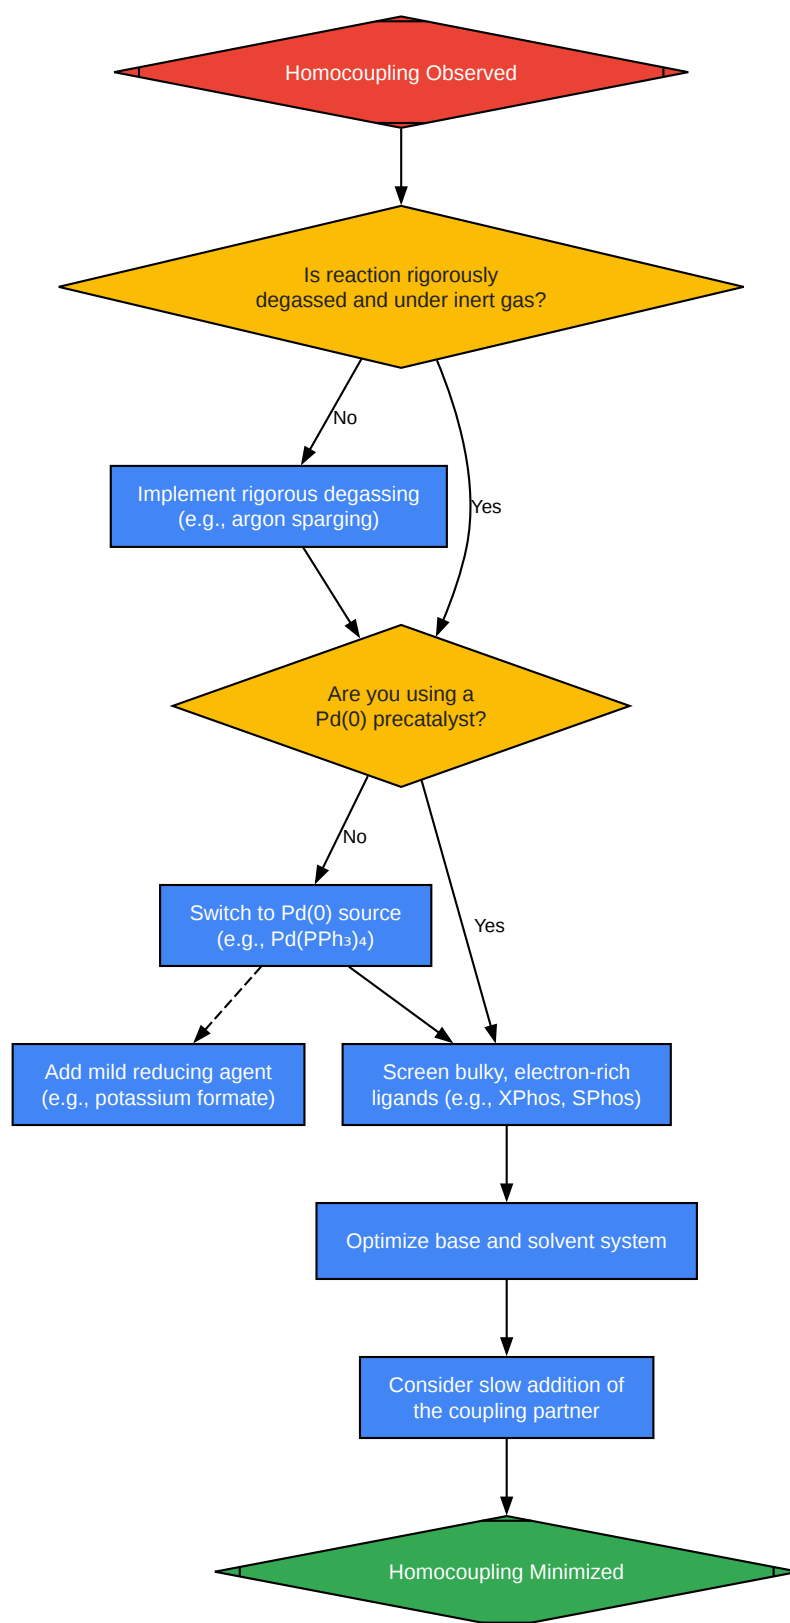 Homocoupling Observed
Is reaction rigorously
degassed and under inert gas?
No
Implement rigorous degassing
(e.g., argon sparging)
Yes
Are you using a
Pd(0) precatalyst?
No
Switch to Pd(0) source
(e.g., Pd(PPh₃)₄)
Yes
Add mild reducing agent
(e.g., potassium formate)
Screen bulky, electron-rich
ligands (e.g., XPhos, SPhos)
Optimize base and solvent system
Consider slow addition of
the coupling partner
Homocoupling Minimized